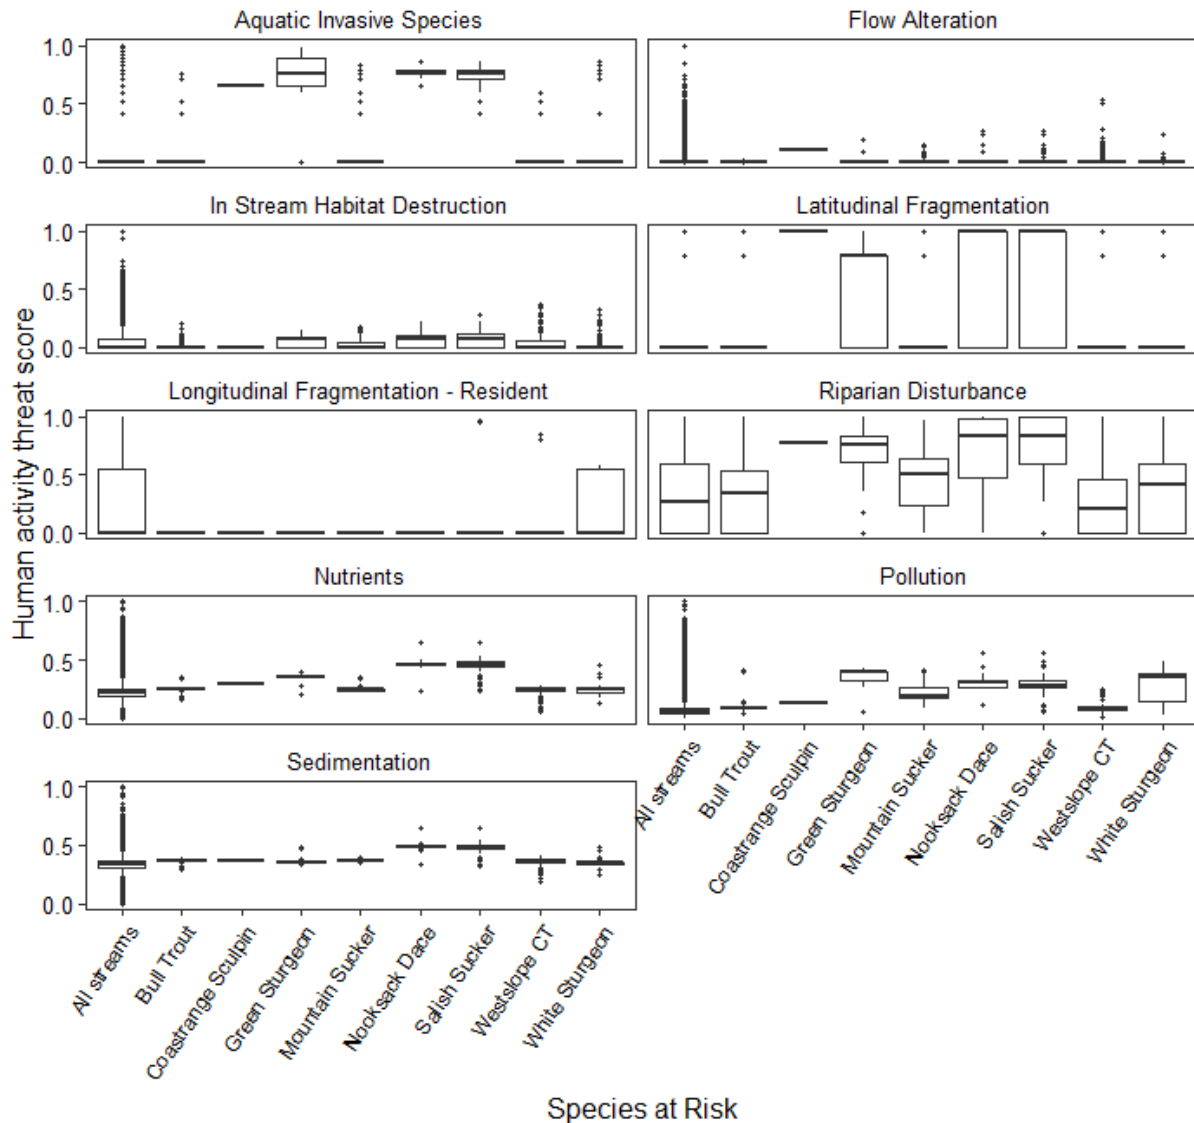 Aquatic Invasive Species
Flow Alteration
1.0
0.5
0.0
In Stream Habitat Destruction
Latitudinal Fragmentation
1.0
0.5
0.0
Longitudinal Fragmentation - Resident
Riparian Disturbance
1.0
0.5
0.0
Nutrients
Pollution
1.0
0.5
0.0
Sedimentation
1.0
0.5
0.0
Human activity threat score
All streams
Bull Trout
Coastrange Sculpin
Green Sturgeon
Mountain Sucker
Nooksack Dace
Salish Sucker
Westslope CT
White Sturgeon
All streams
Bull Trout
Coastrange Sculpin
Green Sturgeon
Mountain Sucker
Nooksack Dace
Salish Sucker
Westslope CT
White Sturgeon
Species at Risk